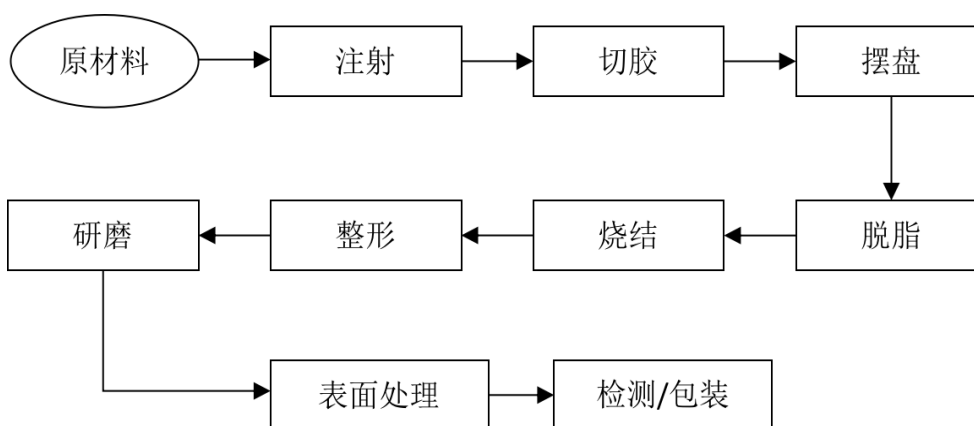 原材料
注射
切胶
摆盘
脱脂
烧结
整形
研磨
表面处理
检测/包装